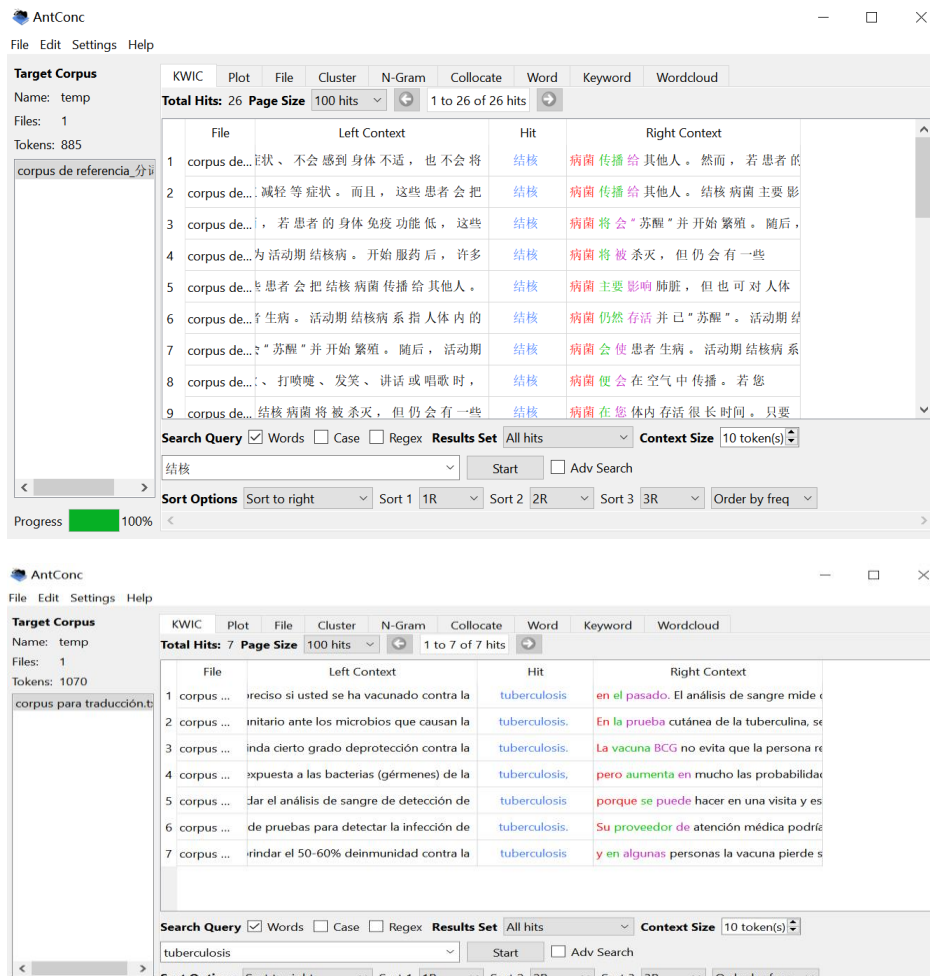 AntConc
File Edit Settings Help
Target Corpus
Name: temp
Files: 1
Tokens: 885
corpus de referencia_分词
KWIC Plot File Cluster N-Gram Collocate Word Keyword Wordcloud
Total Hits: 26 Page Size 100 hits 1 to 26 of 26 hits
File Left Context Hit Right Context
1 corpus de... 症状 、 不会 感到 身体 不适 ， 也 不会 将 结核 病菌 传播 给 其他人 。 然而 ， 若 患者 的
2 corpus de... 减轻 等 症状 。 而且 ， 这些 患者 会 把 结核 病菌 传播 给 其他人 。 结核 病菌 主要 影
3 corpus de... ， 若 患者 的 身体 免疫 功能 低 ， 这些 结核 病菌 将 会 " 苏醒 " 并 开始 繁殖 。 随后 ，
4 corpus de... 为 活动期 结核病 。 开始 服药 后 ， 许多 结核 病菌 将 被 杀灭 ， 但 仍 会 有 一些
5 corpus de... 患者 会 把 结核 病菌 传播 给 其他人 。 结核 病菌 主要 影响 肺脏 ， 但 也 可 对 人体
6 corpus de... 生病 。 活动期 结核病 系 指 人体 内 的 结核 病菌 仍然 存活 并 已 " 苏醒 " 。 活动期 结
7 corpus de... " 苏醒 " 并 开始 繁殖 。 随后 ， 活动期 结核 病菌 会 使 患者 生病 。 活动期 结核病 系
8 corpus de... 、 打喷嚏 、 发笑 、 讲话 或 唱歌 时 ， 结核 病菌 便 会 在 空气 中 传播 。 若 您
9 corpus de... 结核 病菌 将 被 杀灭 ， 但 仍 会 有 一些 结核 病菌 在 您 体内 存活 很 长 时间 。 只要
Search Query Words Case Regex Results Set All hits Context Size 10 token(s)
结核 Start Adv Search
Sort Options Sort to right Sort 1 1R Sort 2 2R Sort 3 3R Order by freq
Progress 100%
AntConc
File Edit Settings Help
Target Corpus
Name: temp
Files: 1
Tokens: 1070
corpus para traducción.t
KWIC Plot File Cluster N-Gram Collocate Word Keyword Wordcloud
Total Hits: 7 Page Size 100 hits 1 to 7 of 7 hits
File Left Context Hit Right Context
1 corpus ... reciso si usted se ha vacunado contra la tuberculosis en el pasado. El análisis de sangre mide
2 corpus ... nitario ante los microbios que causan la tuberculosis. En la prueba cutánea de la tuberculina, se
3 corpus ... inda cierto grado deprotección contra la tuberculosis. La vacuna BCG no evita que la persona re
4 corpus ... xpuesta a las bacterias (gérmenes) de la tuberculosis, pero aumenta en mucho las probabilidad
5 corpus ... dar el análisis de sangre de detección de tuberculosis porque se puede hacer en una visita y es
6 corpus ... de pruebas para detectar la infección de tuberculosis. Su proveedor de atención médica podría
7 corpus ... rindar el 50-60% deinmunidad contra la tuberculosis y en algunas personas la vacuna pierde s
Search Query Words Case Regex Results Set All hits Context Size 10 token(s)
tuberculosis Start Adv Search